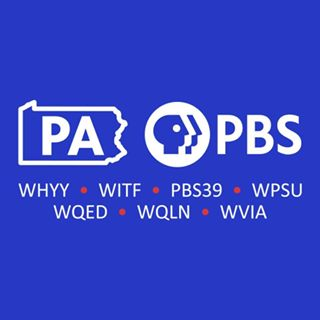 PA PBS
WHYY • WITF • PBS39 • WPSU
WQED • WQLN • WVIA